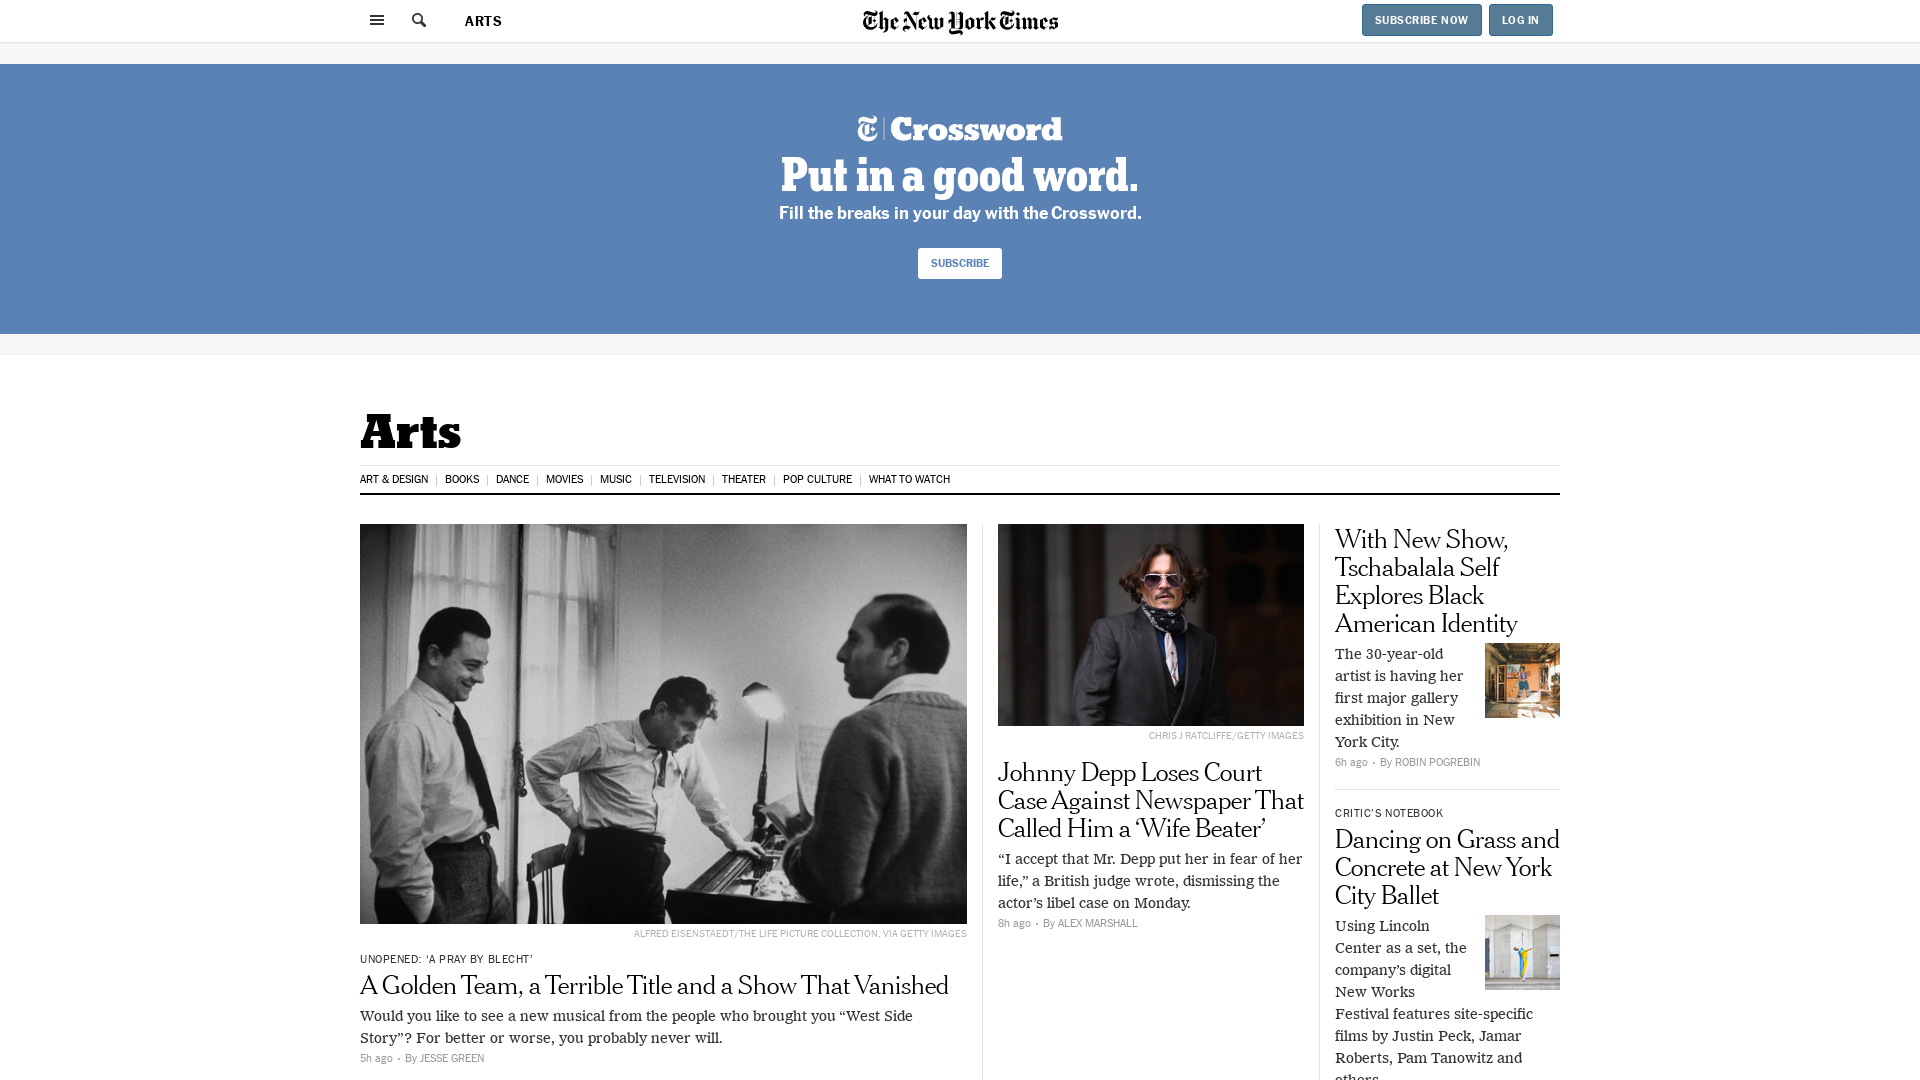 ARTS
The New York Times
SUBSCRIBE NOW
LOG IN
T Crossword
Put in a good word.
Fill the breaks in your day with the Crossword.
SUBSCRIBE
Arts
ART & DESIGN
BOOKS
DANCE
MOVIES
MUSIC
TELEVISION
THEATER
POP CULTURE
WHAT TO WATCH
ALFRED EISENSTAEDT/THE LIFE PICTURE COLLECTION, VIA GETTY IMAGES
UNOPENED: ‘A PRAY BY BLECHT’
A Golden Team, a Terrible Title and a Show That Vanished
Would you like to see a new musical from the people who brought you “West Side
Story”? For better or worse, you probably never will.
5h ago • By JESSE GREEN
CHRIS J RATCLIFFE/GETTY IMAGES
Johnny Depp Loses Court
Case Against Newspaper That
Called Him a ‘Wife Beater’
“I accept that Mr. Depp put her in fear of her
life,” a British judge wrote, dismissing the
actor’s libel case on Monday.
8h ago • By ALEX MARSHALL
With New Show,
Tschabalala Self
Explores Black
American Identity
The 30-year-old
artist is having her
first major gallery
exhibition in New
York City.
6h ago • By ROBIN POGREBIN
CRITIC’S NOTEBOOK
Dancing on Grass and
Concrete at New York
City Ballet
Using Lincoln
Center as a set, the
company’s digital
New Works
Festival features site-specific
films by Justin Peck, Jamar
Roberts, Pam Tanowitz and
others.